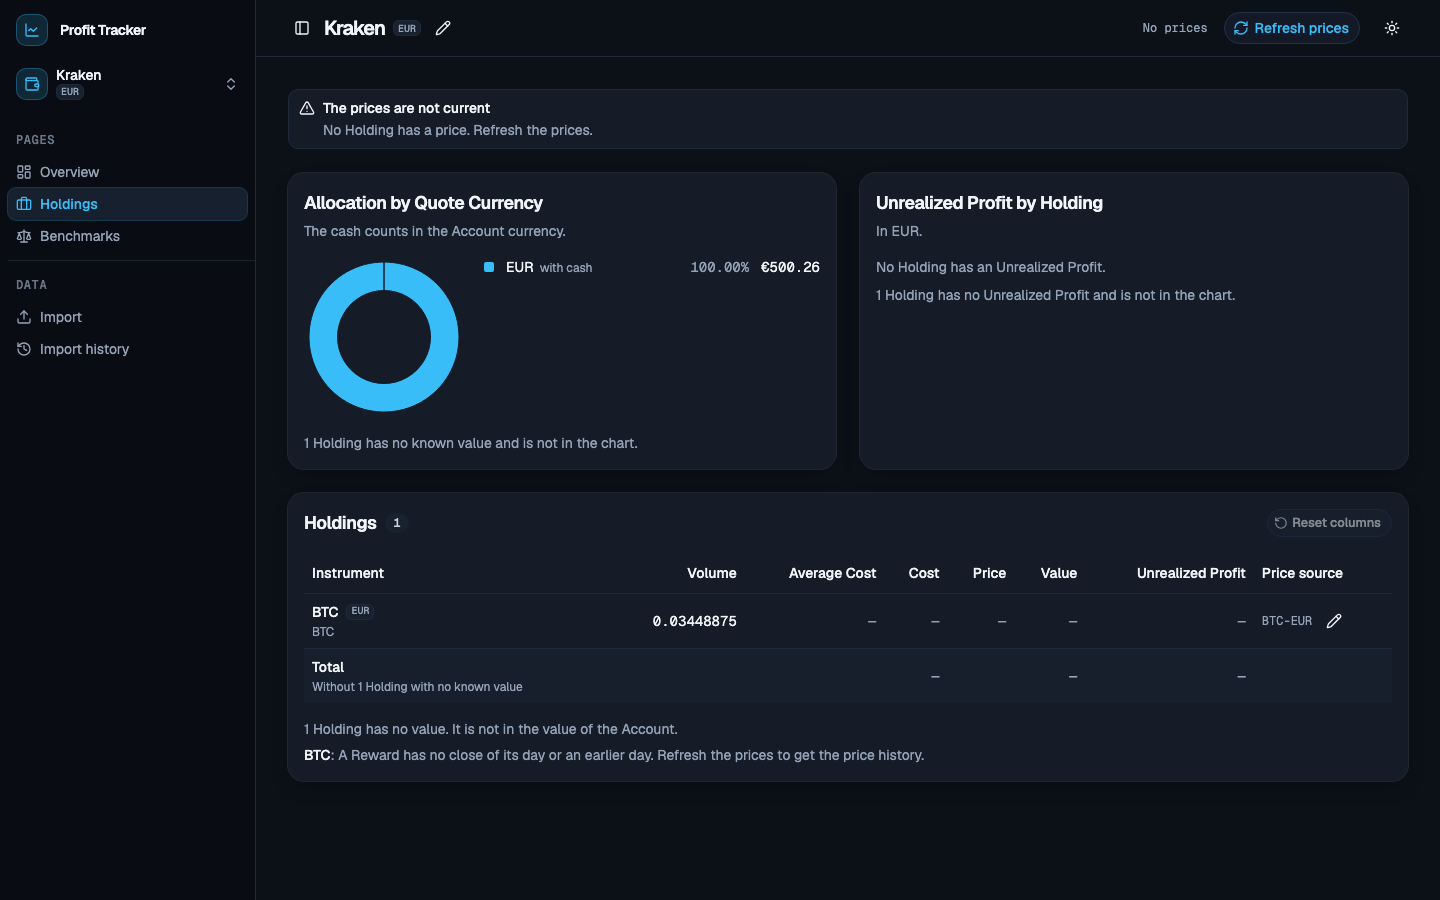 Profit Tracker
Kraken
EUR
PAGES
Overview
Holdings
Benchmarks
DATA
Import
Import history
Kraken EUR
No prices
Refresh prices
The prices are not current
No Holding has a price. Refresh the prices.
Allocation by Quote Currency
The cash counts in the Account currency.
EUR with cash 100.00% €500.26
1 Holding has no known value and is not in the chart.
Unrealized Profit by Holding
In EUR.
No Holding has an Unrealized Profit.
1 Holding has no Unrealized Profit and is not in the chart.
Holdings 1
Reset columns
Instrument Volume Average Cost Cost Price Value Unrealized Profit Price source
BTC EUR
BTC
0.03448875 – – – – – BTC-EUR
Total
Without 1 Holding with no known value
– – –
1 Holding has no value. It is not in the value of the Account.
BTC: A Reward has no close of its day or an earlier day. Refresh the prices to get the price history.